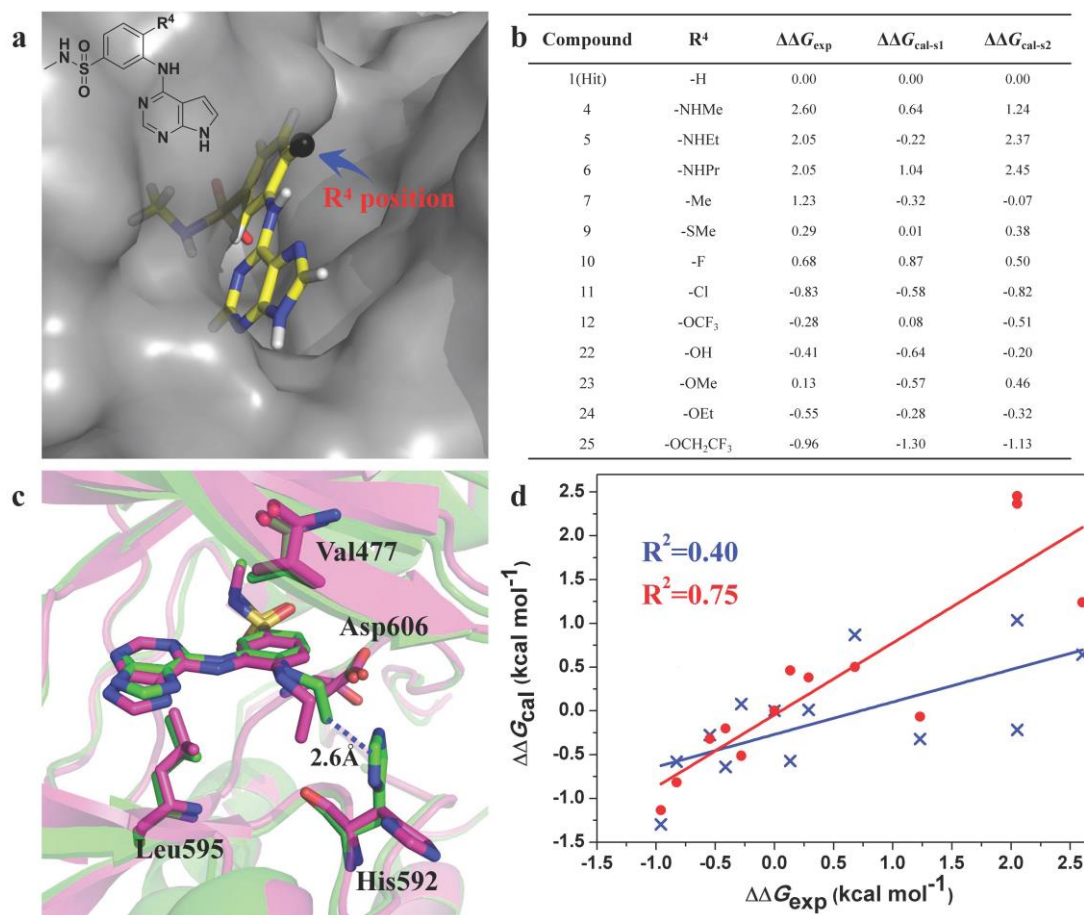 a
R⁴
O
HN
S
O
NH
N
N
N
H
R⁴ position
b
Compound R⁴ ΔΔG_exp ΔΔG_cal-s1 ΔΔG_cal-s2
1(Hit) -H 0.00 0.00 0.00
4 -NHMe 2.60 0.64 1.24
5 -NHEt 2.05 -0.22 2.37
6 -NHPr 2.05 1.04 2.45
7 -Me 1.23 -0.32 -0.07
9 -SMe 0.29 0.01 0.38
10 -F 0.68 0.87 0.50
11 -Cl -0.83 -0.58 -0.82
12 -OCF₃ -0.28 0.08 -0.51
22 -OH -0.41 -0.64 -0.20
23 -OMe 0.13 -0.57 0.46
24 -OEt -0.55 -0.28 -0.32
25 -OCH₂CF₃ -0.96 -1.30 -1.13
c
Val477
Asp606
2.6Å
Leu595
His592
d
R²=0.40
R²=0.75
ΔΔG_cal (kcal mol⁻¹)
2.5
2.0
1.5
1.0
0.5
0.0
-0.5
-1.0
-1.5
-1.5 -1.0 -0.5 0.0 0.5 1.0 1.5 2.0 2.5
ΔΔG_exp (kcal mol⁻¹)